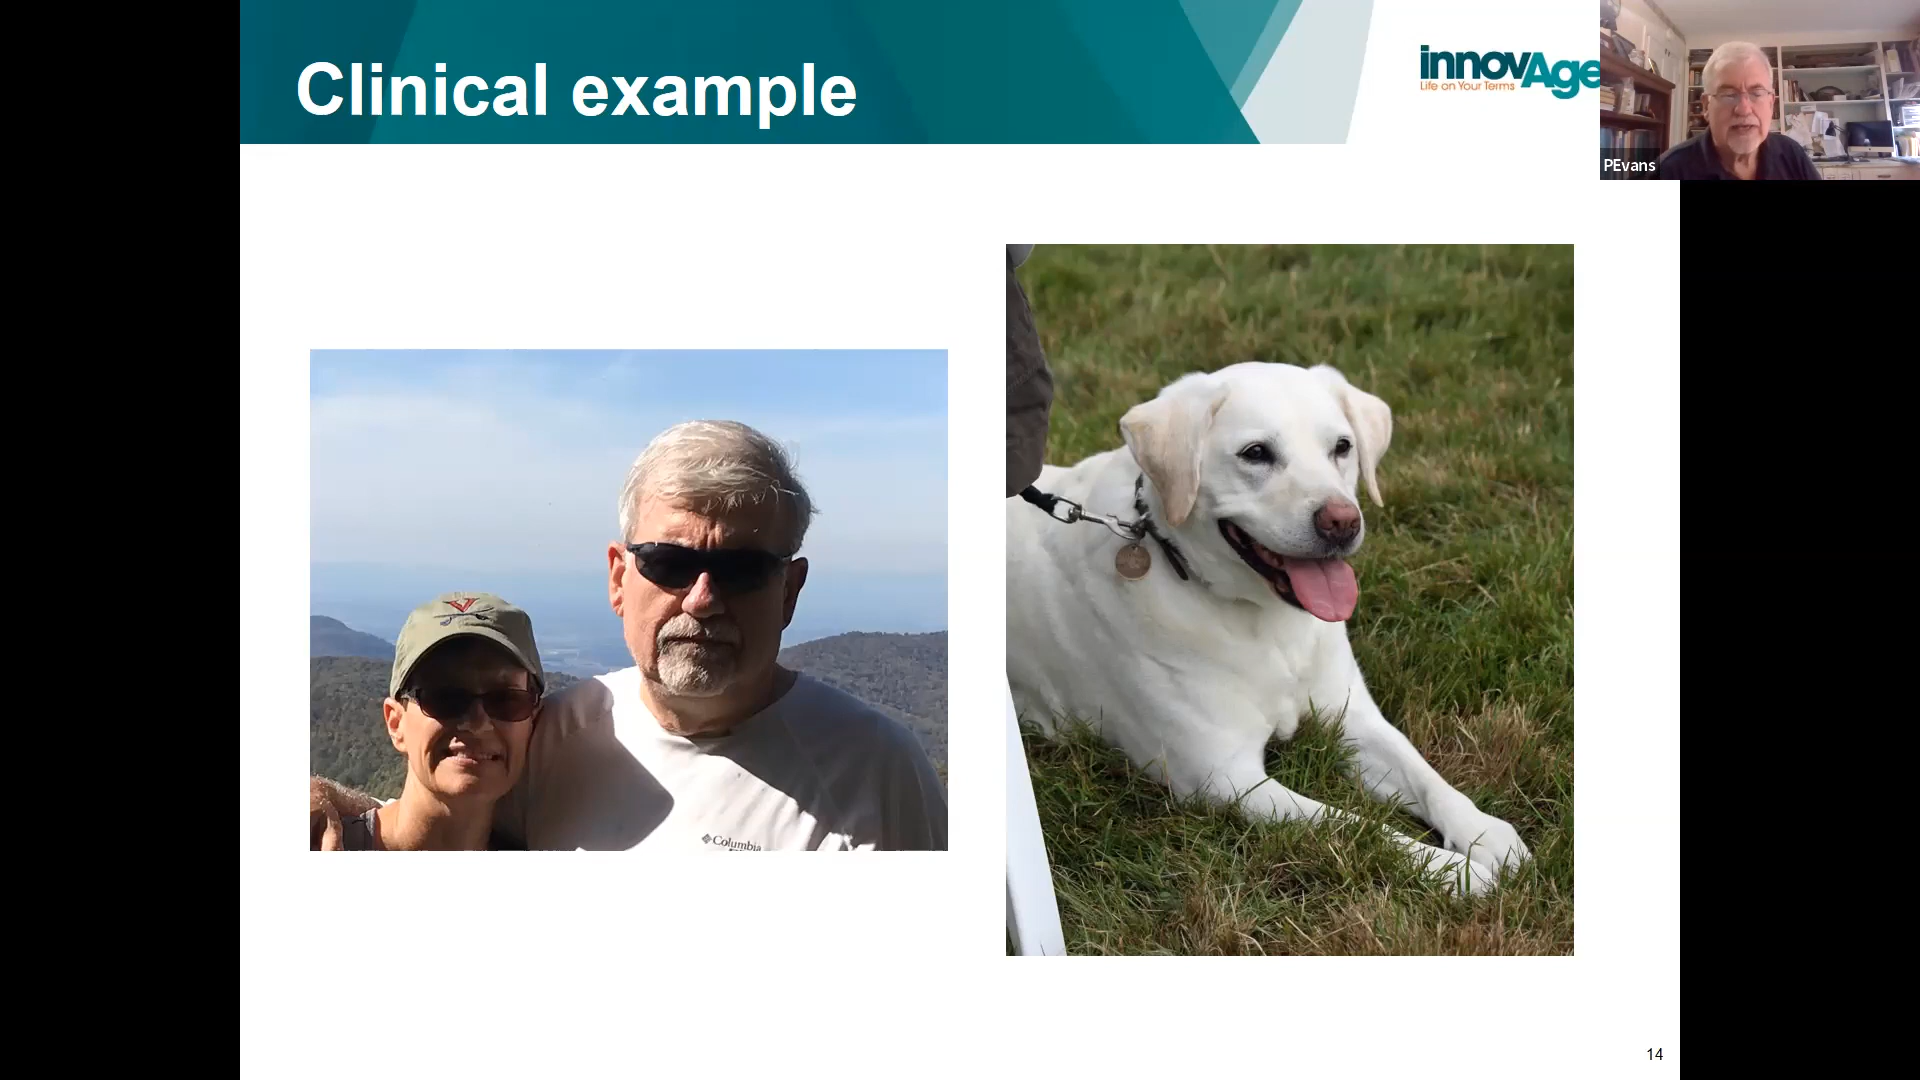 Clinical example
innovAge
Life on Your Terms
PEvans
Columbia
14